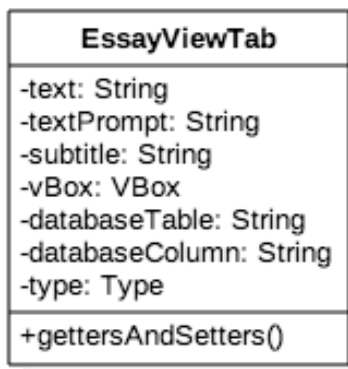 EssayViewTab
-text: String
-textPrompt: String
-subtitle: String
-vBox: VBox
-databaseTable: String
-databaseColumn: String
-type: Type
+gettersAndSetters()